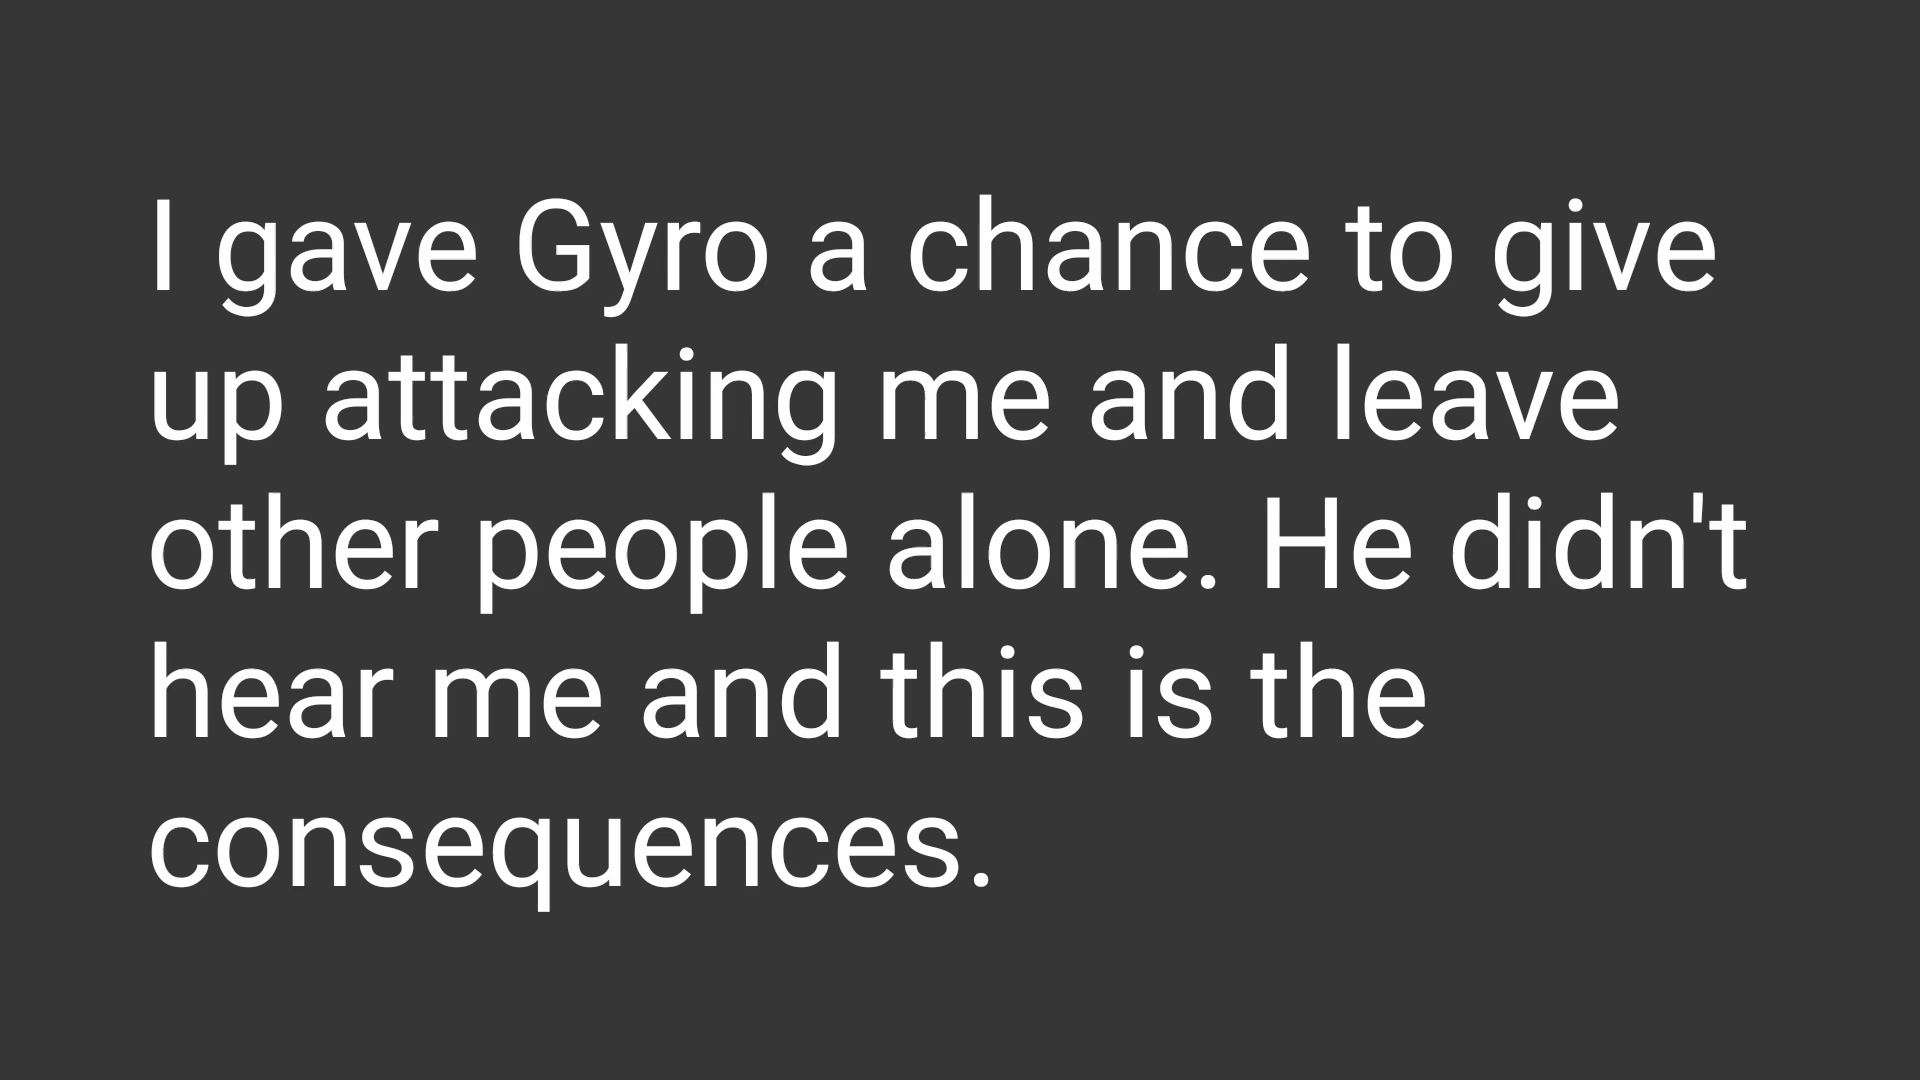 I gave Gyro a chance to give
up attacking me and leave
other people alone. He didn't
hear me and this is the
consequences.